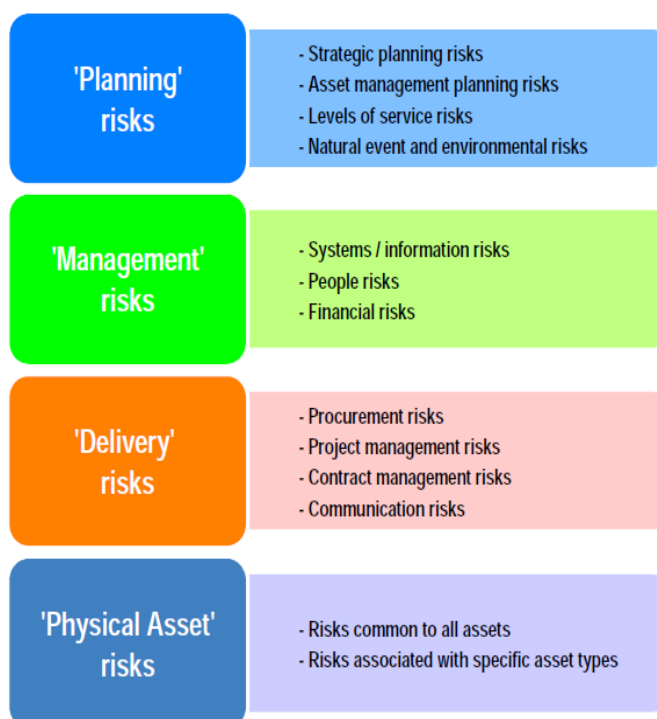 'Planning'
risks
- Strategic planning risks
- Asset management planning risks
- Levels of service risks
- Natural event and environmental risks
'Management'
risks
- Systems / information risks
- People risks
- Financial risks
'Delivery'
risks
- Procurement risks
- Project management risks
- Contract management risks
- Communication risks
'Physical Asset'
risks
- Risks common to all assets
- Risks associated with specific asset types